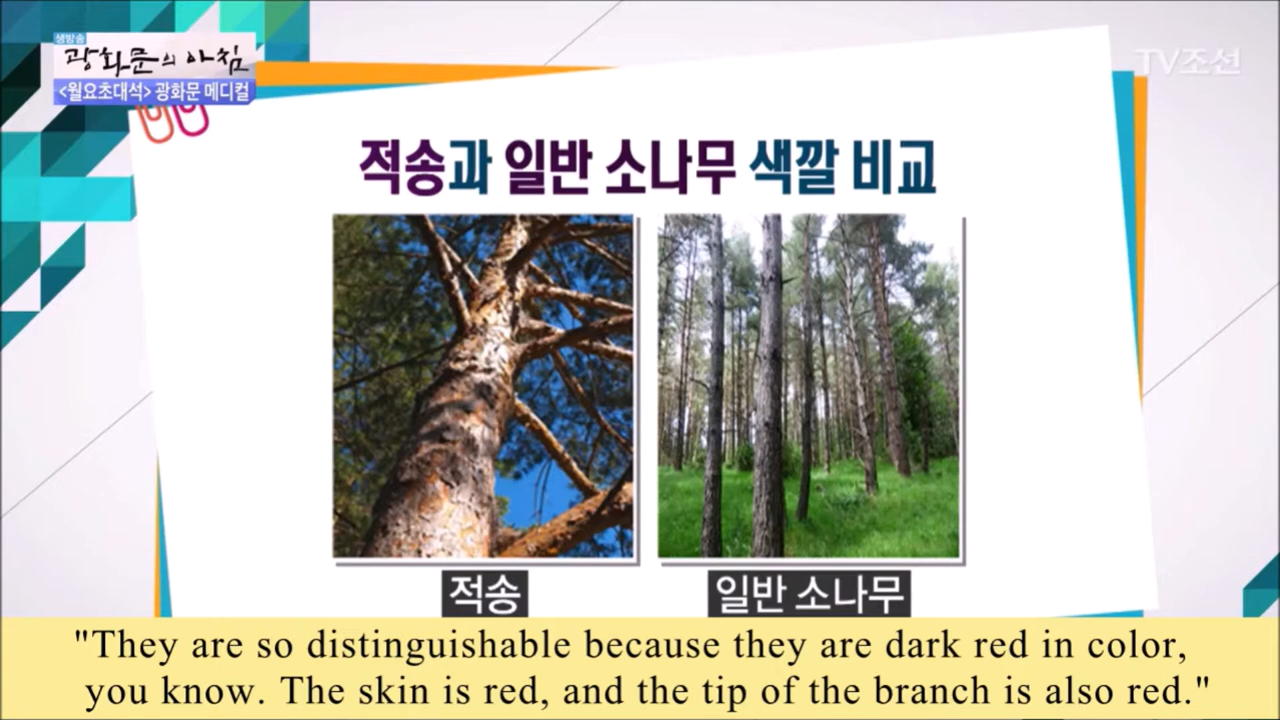 생방송
광화문의 아침
<월요초대석> 광화문 메디컬
TV조선
적송과 일반 소나무 색깔 비교
적송
일반 소나무
"They are so distinguishable because they are dark red in color,
you know. The skin is red, and the tip of the branch is also red."